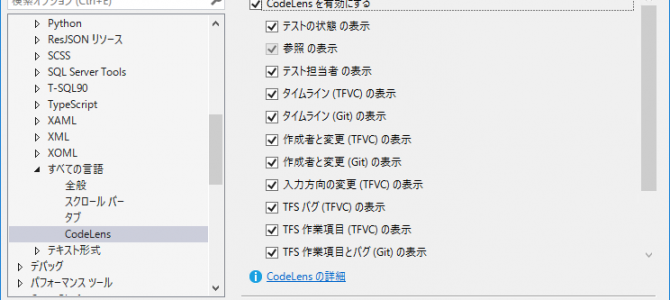 検索オプション (Ctrl+E)
Python
ResJSON リソース
SCSS
SQL Server Tools
T-SQL90
TypeScript
XAML
XML
XOML
すべての言語
全般
スクロール バー
タブ
CodeLens
テキスト形式
デバッグ
パフォーマンス ツール
CodeLens を有効にする
テストの状態 の表示
参照 の表示
テスト担当者 の表示
タイムライン (TFVC) の表示
タイムライン (Git) の表示
作成者と変更 (TFVC) の表示
作成者と変更 (Git) の表示
入力方向の変更 (TFVC) の表示
TFS バグ (TFVC) の表示
TFS 作業項目 (TFVC) の表示
TFS 作業項目とバグ (Git) の表示
CodeLens の詳細